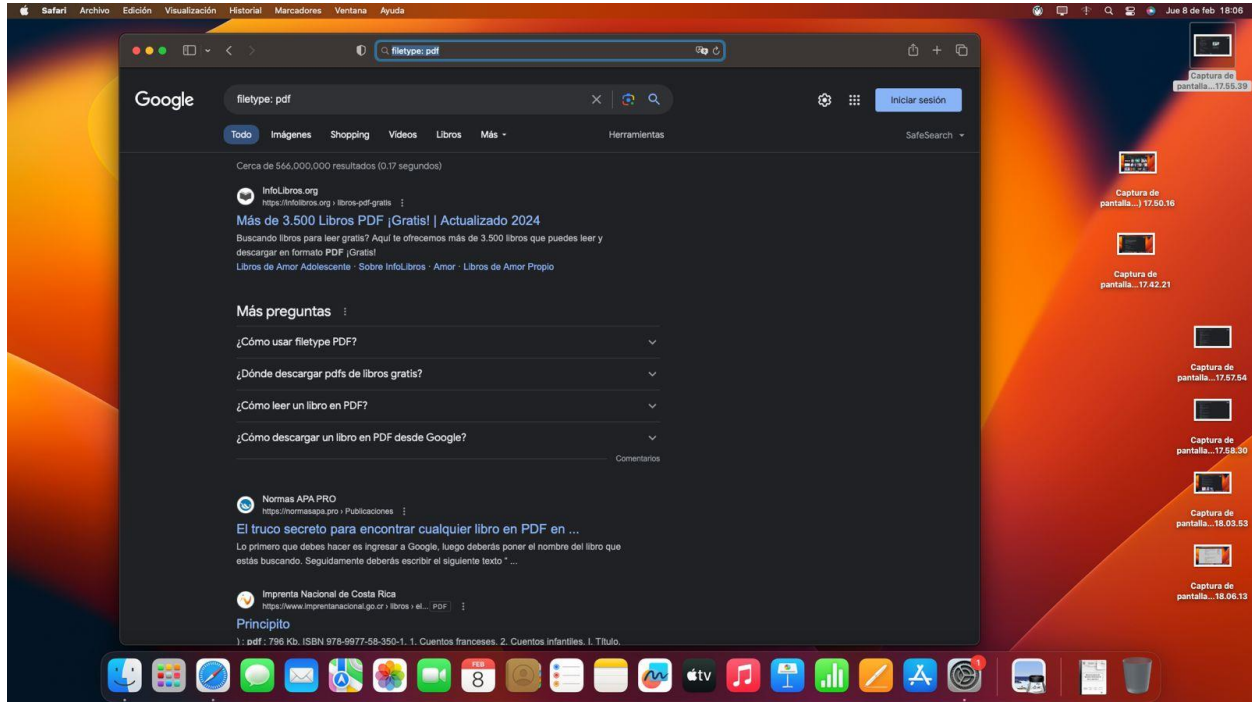 Safari Archivo Edición Visualización Historial Marcadores Ventana Ayuda
Jue 8 de feb 18:06
filetype: pdf
Google
filetype: pdf
Iniciar sesión
Todo Imágenes Shopping Videos Libros Más Herramientas
SafeSearch
Cerca de 566,000,000 resultados (0.17 segundos)
InfoLibros.org
https://infolibros.org › libros-pdf-gratis
Más de 3.500 Libros PDF ¡Gratis! | Actualizado 2024
Buscando libros para leer gratis? Aquí te ofrecemos más de 3.500 libros que puedes leer y
descargar en formato PDF ¡Gratis!
Libros de Amor Adolescente · Sobre InfoLibros · Amor · Libros de Amor Propio
Más preguntas
¿Cómo usar filetype PDF?
¿Dónde descargar pdfs de libros gratis?
¿Cómo leer un libro en PDF?
¿Cómo descargar un libro en PDF desde Google?
Comentarios
Normas APA PRO
https://normasapa.pro › Publicaciones
El truco secreto para encontrar cualquier libro en PDF en ...
Lo primero que debes hacer es ingresar a Google, luego deberás poner el nombre del libro que
estás buscando. Seguidamente deberás escribir el siguiente texto " ...
Imprenta Nacional de Costa Rica
https://www.imprentanacional.go.cr › libros › el... PDF
Principito
) : pdf ; 796 Kb. ISBN 978-9977-58-350-1. 1. Cuentos franceses. 2. Cuentos infantiles. I. Título.
Captura de
pantalla...17.55.39
Captura de
pantalla...) 17.50.16
Captura de
pantalla...17.42.21
Captura de
pantalla...17.57.54
Captura de
pantalla...17.58.30
Captura de
pantalla...18.03.53
Captura de
pantalla...18.06.13
FEB
8
tv
1